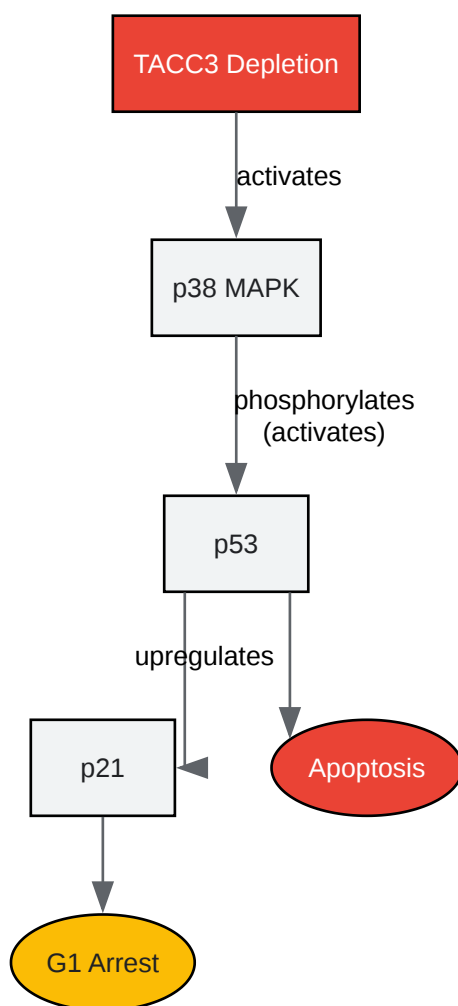 TACC3 Depletion
activates
p38 MAPK
phosphorylates
(activates)
p53
upregulates
p21
Apoptosis
G1 Arrest